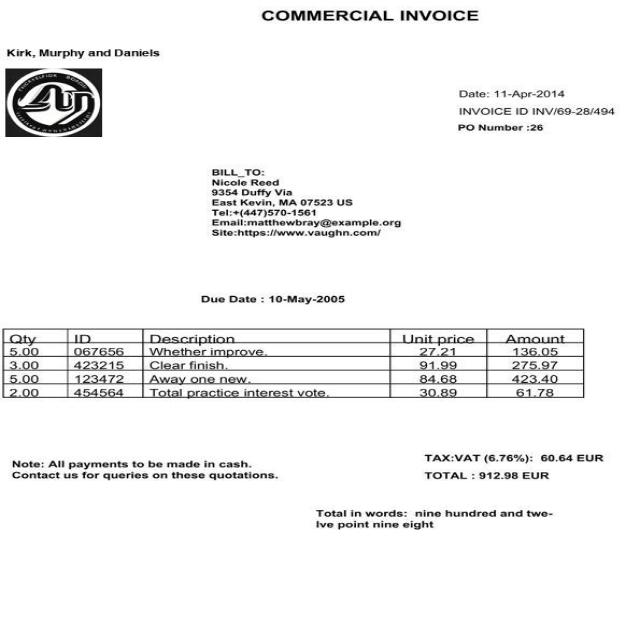 COMMERCIAL INVOICE
Kirk, Murphy and Daniels
Date: 11-Apr-2014
INVOICE ID INV/69-28/494
PO Number :26
BILL_TO:
Nicole Reed
9354 Duffy Via
East Kevin, MA 07523 US
Tel:+(447)570-1561
Email:matthewbray@example.org
Site:https://www.vaughn.com/
Due Date : 10-May-2005
Qty ID Description Unit price Amount
5.00 067656 Whether improve. 27.21 136.05
3.00 423215 Clear finish. 91.99 275.97
5.00 123472 Away one new. 84.68 423.40
2.00 454564 Total practice interest vote. 30.89 61.78
Note: All payments to be made in cash.
Contact us for queries on these quotations.
TAX:VAT (6.76%): 60.64 EUR
TOTAL : 912.98 EUR
Total in words: nine hundred and twe-
lve point nine eight